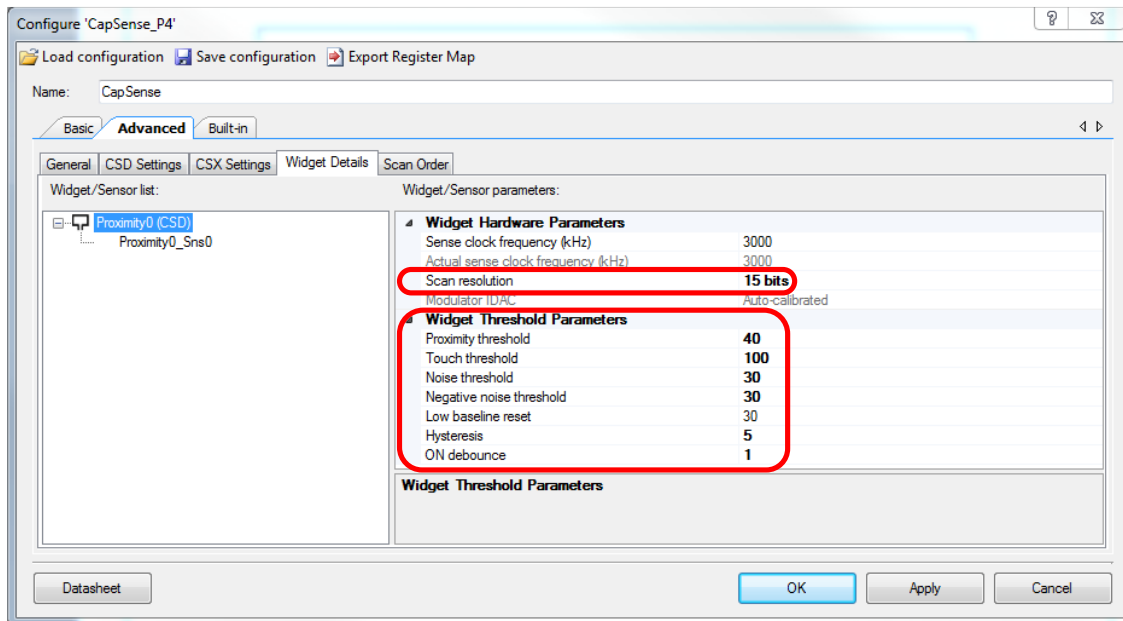 Configure 'CapSense_P4'
Load configuration Save configuration Export Register Map
Name: CapSense
Basic Advanced Built-in
General CSD Settings CSX Settings Widget Details Scan Order
Widget/Sensor list: Widget/Sensor parameters:
Proximity0 (CSD)
Proximity0_Sns0
Widget Hardware Parameters
Sense clock frequency (kHz) 3000
Actual sense clock frequency (kHz) 3000
Scan resolution 15 bits
Modulator IDAC Auto-calibrated
Widget Threshold Parameters
Proximity threshold 40
Touch threshold 100
Noise threshold 30
Negative noise threshold 30
Low baseline reset 30
Hysteresis 5
ON debounce 1
Widget Threshold Parameters
Datasheet OK Apply Cancel